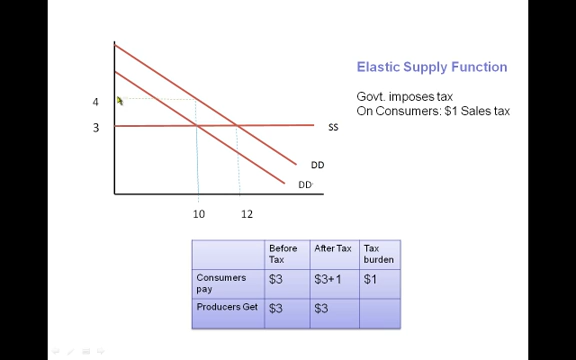 Elastic Supply Function
Govt. imposes tax
On Consumers: $1 Sales tax
4
3
SS
DD
DD'
10 12
Before Tax After Tax Tax burden
Consumers pay $3 $3+1 $1
Producers Get $3 $3